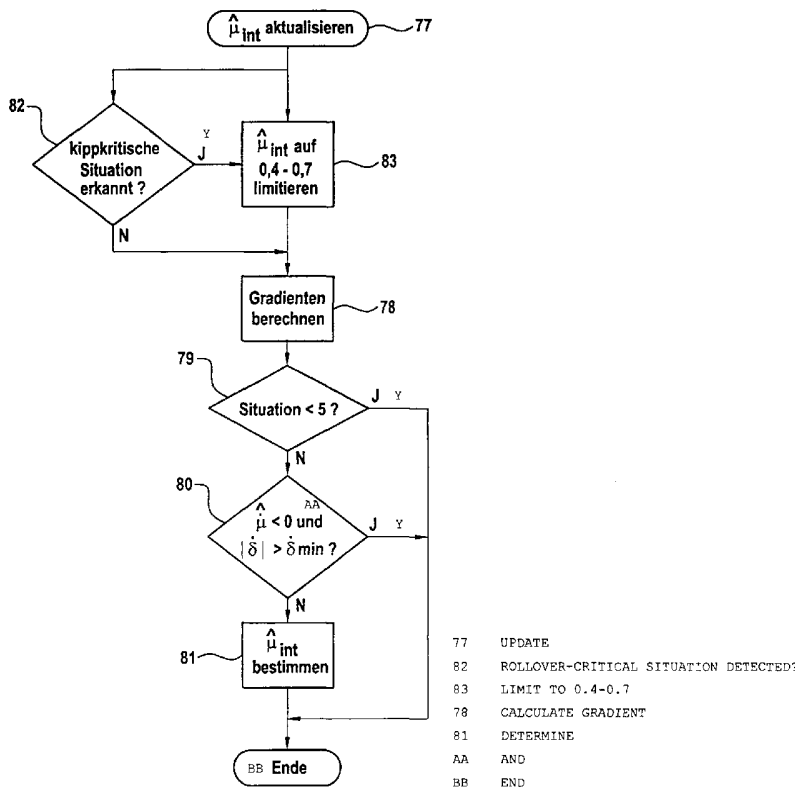 μ̂ int aktualisieren
77
82
kippkritische
Situation
erkannt ?
Y
J
μ̂ int auf
0,4 - 0,7
limitieren
83
N
Gradienten
berechnen
78
79
Situation < 5 ?
J Y
N
80
AA
μ̂̇ < 0 und
|δ̇| > δ̇ min ?
J Y
N
81
μ̂ int
bestimmen
BB Ende
77 UPDATE
82 ROLLOVER-CRITICAL SITUATION DETECTED?
83 LIMIT TO 0.4-0.7
78 CALCULATE GRADIENT
81 DETERMINE
AA AND
BB END